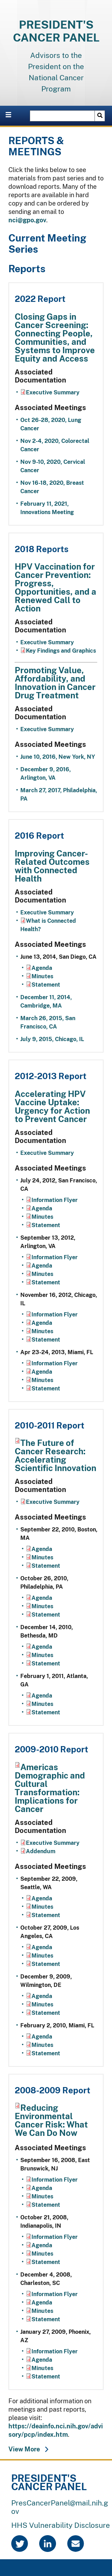 PRESIDENT'S
CANCER PANEL
Advisors to the
President on the
National Cancer
Program
REPORTS &
MEETINGS
Click the links below to see
materials from past series and to
download reports. Many of the
reports are available in
hardcopy and can be ordered by
sending an email to
nci@gpo.gov.
Current Meeting
Series
Reports
2022 Report
Closing Gaps in
Cancer Screening:
Connecting People,
Communities, and
Systems to Improve
Equity and Access
Associated
Documentation
Executive Summary
Associated Meetings
Oct 26-28, 2020, Lung
Cancer
Nov 2-4, 2020, Colorectal
Cancer
Nov 9-10, 2020, Cervical
Cancer
Nov 16-18, 2020, Breast
Cancer
February 11, 2021,
Innovations Meeting
2018 Reports
HPV Vaccination for
Cancer Prevention:
Progress,
Opportunities, and a
Renewed Call to
Action
Associated
Documentation
Executive Summary
Key Findings and Graphics
Promoting Value,
Affordability, and
Innovation in Cancer
Drug Treatment
Associated
Documentation
Executive Summary
Associated Meetings
June 10, 2016, New York, NY
December 9, 2016,
Arlington, VA
March 27, 2017, Philadelphia,
PA
2016 Report
Improving Cancer-
Related Outcomes
with Connected
Health
Associated
Documentation
Executive Summary
What is Connected
Health?
Associated Meetings
June 13, 2014, San Diego, CA
Agenda
Minutes
Statement
December 11, 2014,
Cambridge, MA
March 26, 2015, San
Francisco, CA
July 9, 2015, Chicago, IL
2012-2013 Report
Accelerating HPV
Vaccine Uptake:
Urgency for Action
to Prevent Cancer
Associated
Documentation
Executive Summary
Associated Meetings
July 24, 2012, San Francisco,
CA
Information Flyer
Agenda
Minutes
Statement
September 13, 2012,
Arlington, VA
Information Flyer
Agenda
Minutes
Statement
November 16, 2012, Chicago,
IL
Information Flyer
Agenda
Minutes
Statement
Apr 23-24, 2013, Miami, FL
Information Flyer
Agenda
Minutes
Statement
2010-2011 Report
The Future of
Cancer Research:
Accelerating
Scientific Innovation
Associated
Documentation
Executive Summary
Associated Meetings
September 22, 2010, Boston,
MA
Agenda
Minutes
Statement
October 26, 2010,
Philadelphia, PA
Agenda
Minutes
Statement
December 14, 2010,
Bethesda, MD
Agenda
Minutes
Statement
February 1, 2011, Atlanta,
GA
Agenda
Minutes
Statement
2009-2010 Report
Americas
Demographic and
Cultural
Transformation:
Implications for
Cancer
Associated
Documentation
Executive Summary
Addendum
Associated Meetings
September 22, 2009,
Seattle, WA
Agenda
Minutes
Statement
October 27, 2009, Los
Angeles, CA
Agenda
Minutes
Statement
December 9, 2009,
Wilmington, DE
Agenda
Minutes
Statement
February 2, 2010, Miami, FL
Agenda
Minutes
Statement
2008-2009 Report
Reducing
Environmental
Cancer Risk: What
We Can Do Now
Associated Meetings
September 16, 2008, East
Brunswick, NJ
Information Flyer
Agenda
Minutes
Statement
October 21, 2008,
Indianapolis, IN
Information Flyer
Agenda
Minutes
Statement
December 4, 2008,
Charleston, SC
Information Flyer
Agenda
Minutes
Statement
January 27, 2009, Phoenix,
AZ
Information Flyer
Agenda
Minutes
Statement
For additional information on
past meetings and reports,
please visit:
https://deainfo.nci.nih.gov/advi
sory/pcp/index.htm.
View More
PRESIDENT'S
CANCER PANEL
PresCancerPanel@mail.nih.g
ov
HHS Vulnerability Disclosure